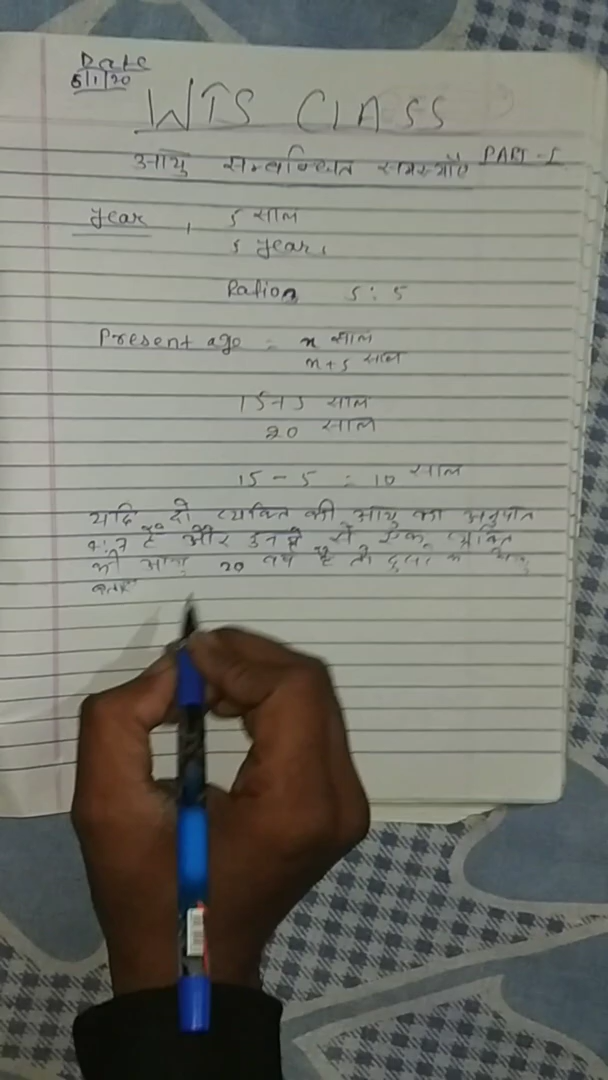 Date
5/1/20
WTS CLASS
आयु सम्बन्धित समस्याएँ PART-I
year , 5 साल
5 year,
Ration 5:5
Present age = n साल
n+5 साल
15+5 साल
20 साल
15-5 = 10 साल
यदि दो व्यक्ति की आयु का अनुपात
:7 है और उनमे से एक व्यक्ति
की आयु 20 वर्ष है तो